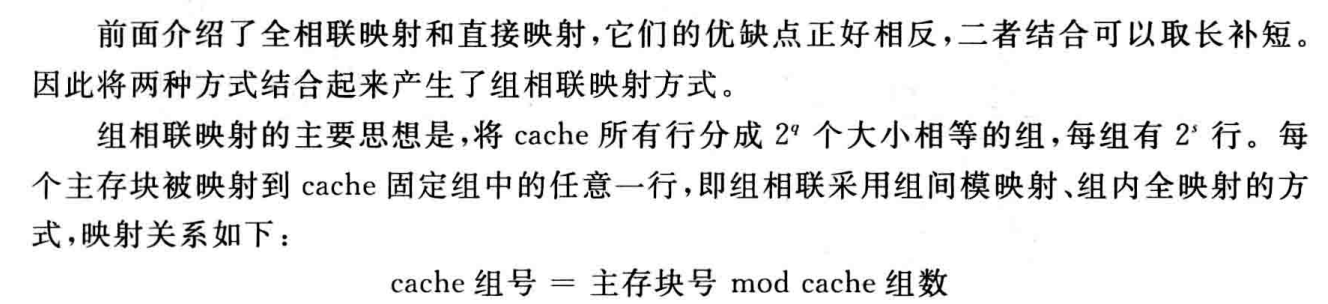 前面介绍了全相联映射和直接映射,它们的优缺点正好相反,二者结合可以取长补短。
因此将两种方式结合起来产生了组相联映射方式。
组相联映射的主要思想是,将 cache 所有行分成 2^q 个大小相等的组,每组有 2^s 行。每
个主存块被映射到 cache 固定组中的任意一行,即组相联采用组间模映射、组内全映射的方
式,映射关系如下:
cache 组号 = 主存块号 mod cache 组数